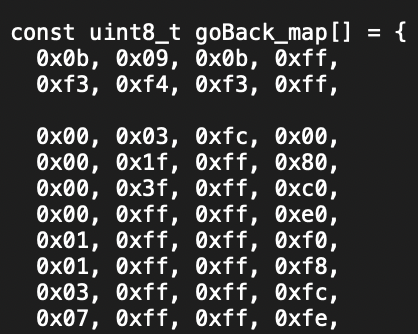 const uint8_t goBack_map[] = {
0x0b, 0x09, 0x0b, 0xff,
0xf3, 0xf4, 0xf3, 0xff,
0x00, 0x03, 0xfc, 0x00,
0x00, 0x1f, 0xff, 0x80,
0x00, 0x3f, 0xff, 0xc0,
0x00, 0xff, 0xff, 0xe0,
0x01, 0xff, 0xff, 0xf0,
0x01, 0xff, 0xff, 0xf8,
0x03, 0xff, 0xff, 0xfc,
0x07, 0xff, 0xff, 0xfe,